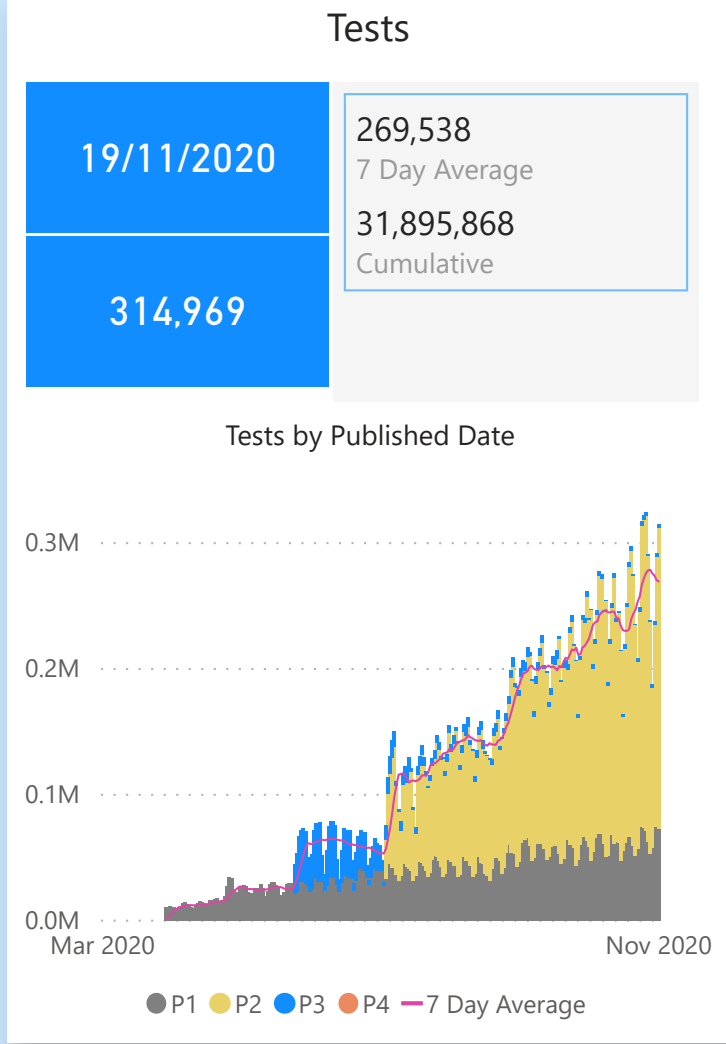 Tests
19/11/2020
314,969
269,538
7 Day Average
31,895,868
Cumulative
Tests by Published Date
0.3M
0.2M
0.1M
0.0M
Mar 2020 Nov 2020
P1 P2 P3 P4 7 Day Average